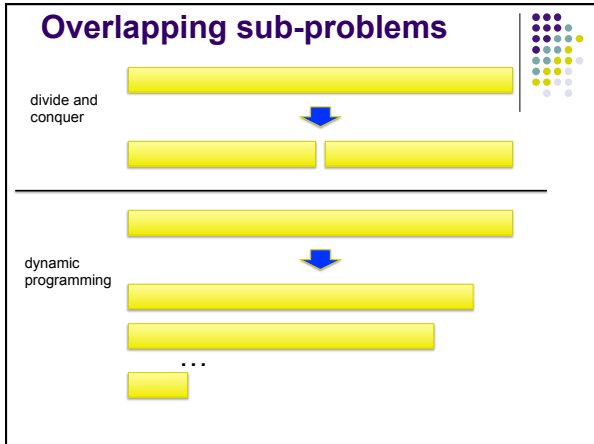 Overlapping sub-problems
divide and
conquer
dynamic
programming
...